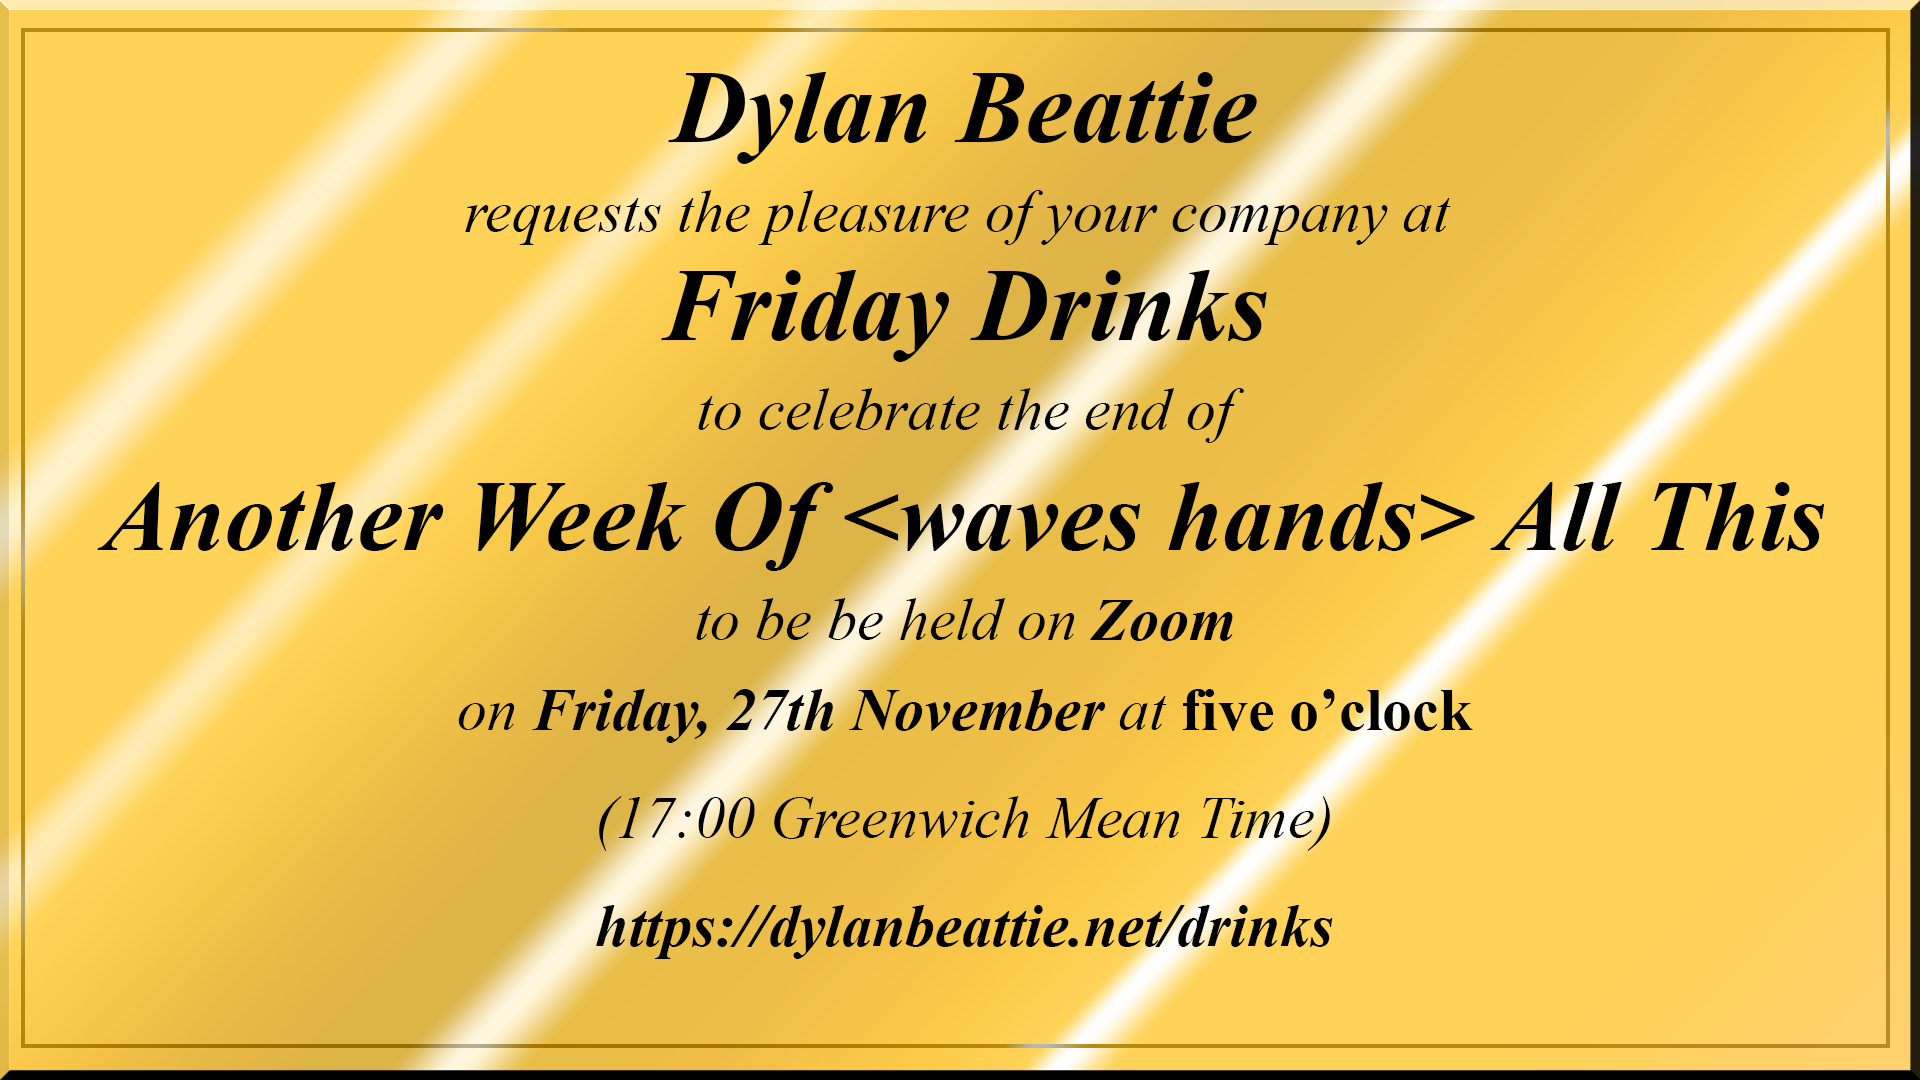 Dylan Beattie
requests the pleasure of your company at
Friday Drinks
to celebrate the end of
Another Week Of <waves hands> All This
to be be held on Zoom
on Friday, 27th November at five o’clock
(17:00 Greenwich Mean Time)
https://dylanbeattie.net/drinks